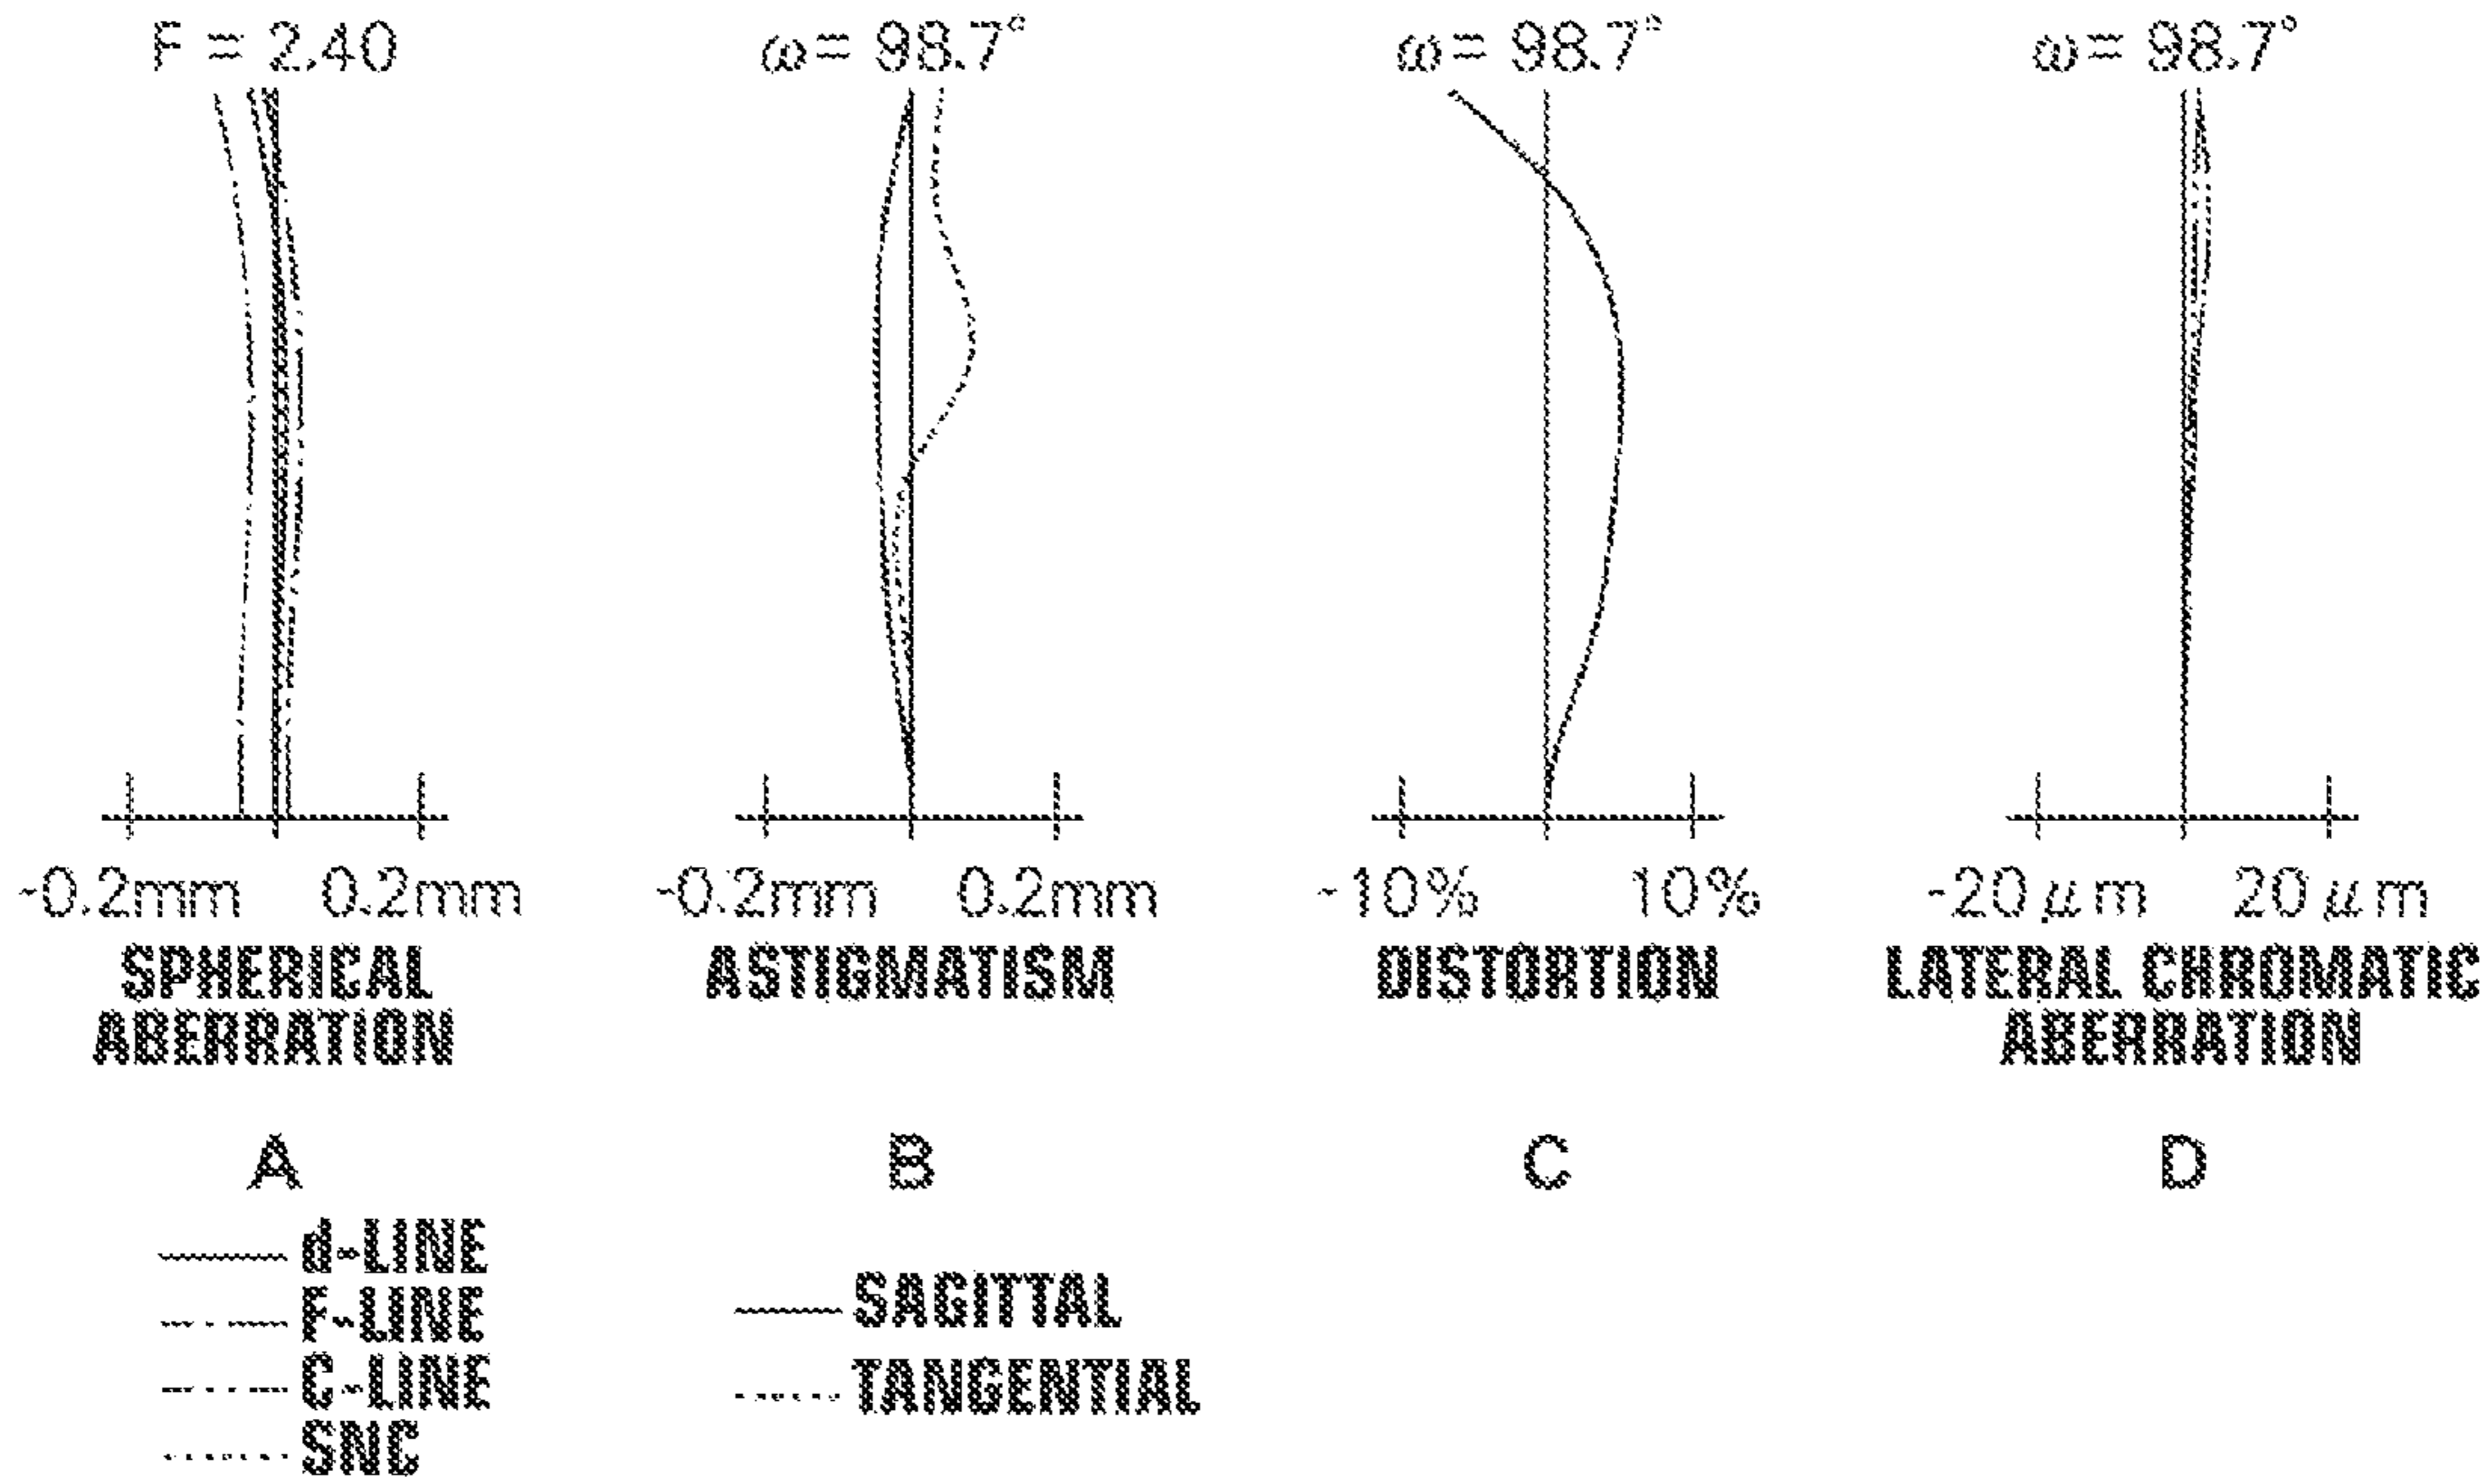 F = 2.40
ω= 98.7°
ω= 98.7°
ω= 98.7°
-0.2mm 0.2mm
-0.2mm 0.2mm
-10% 10%
-20μm 20μm
SPHERICAL
ABERRATION
ASTIGMATISM
DISTORTION
LATERAL CHROMATIC
ABERRATION
A
B
C
D
d-LINE
F-LINE
C-LINE
SNC
SAGITTAL
TANGENTIAL